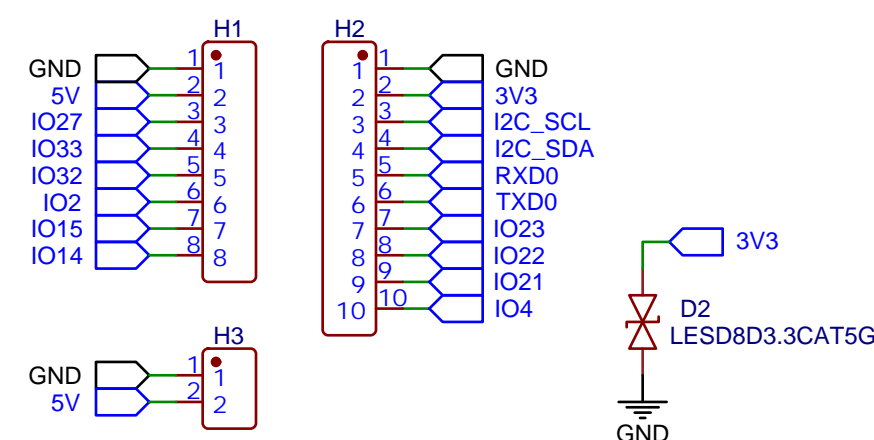 H1
GND 1 1
5V 2 2
IO27 3 3
IO33 4 4
IO32 5 5
IO2 6 6
IO15 7 7
IO14 8 8
H2
1 1 GND
2 2 3V3
3 3 I2C_SCL
4 4 I2C_SDA
5 5 RXD0
6 6 TXD0
7 7 IO23
8 8 IO22
9 9 IO21
10 10 IO4
H3
GND 1 1
5V 2 2
3V3
D2
LESD8D3.3CAT5G
GND